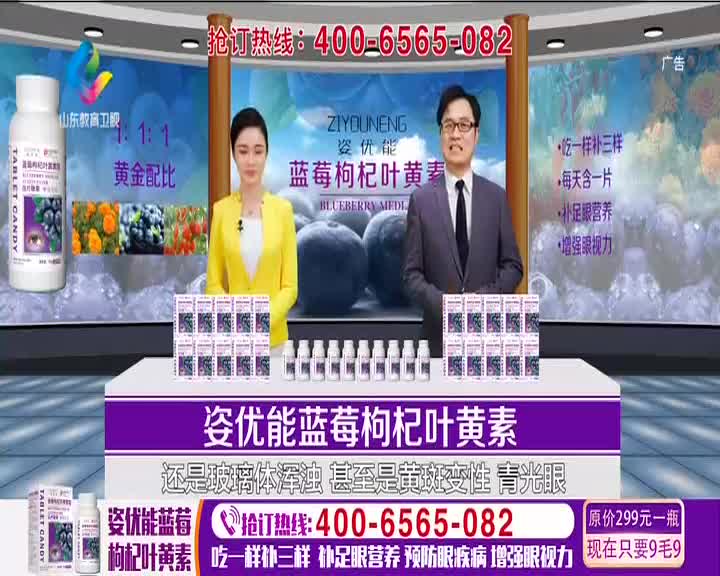 抢订热线：400-6565-082
广告
山东教育卫视
1:1:1
黄金配比
ZIYOUNENG
姿优能
蓝莓枸杞叶黄素
BLUEBERRY MEDL
•吃一样补三样
•每天含一片
•补足眼营养
•增强眼视力
TABLET CANDY
姿优能蓝莓枸杞叶黄素
还是玻璃体浑浊 甚至是黄斑变性 青光眼
姿优能蓝莓
枸杞叶黄素
抢订热线:400-6565-082
吃一样补三样 补足眼营养 预防眼疾病 增强眼视力
原价299元一瓶
现在只要9毛9